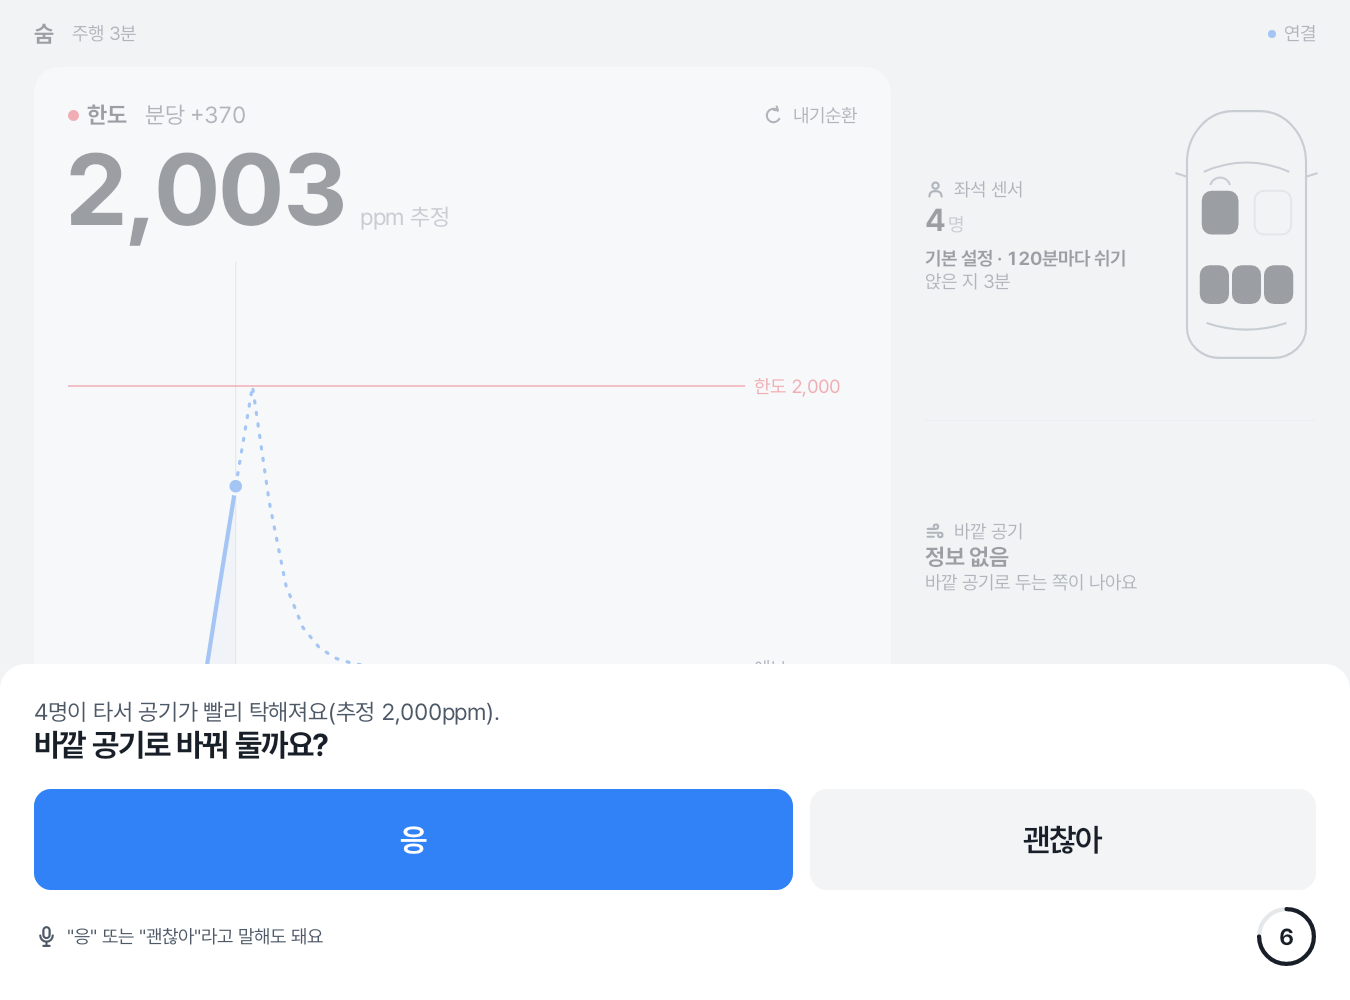 숨 주행 3분
연결
한도 분당 +370
내기순환
2,003 ppm 추정
한도 2,000
좌석 센서
4명
기본 설정 · 120분마다 쉬기
앉은 지 3분
바깥 공기
정보 없음
바깥 공기로 두는 쪽이 나아요
4명이 타서 공기가 빨리 탁해져요(추정 2,000ppm).
바깥 공기로 바꿔 둘까요?
응
괜찮아
"응" 또는 "괜찮아"라고 말해도 돼요
6